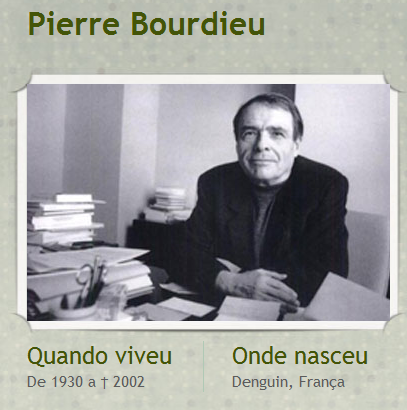 Pierre Bourdieu
Quando viveu
De 1930 a † 2002
Onde nasceu
Denguin, França